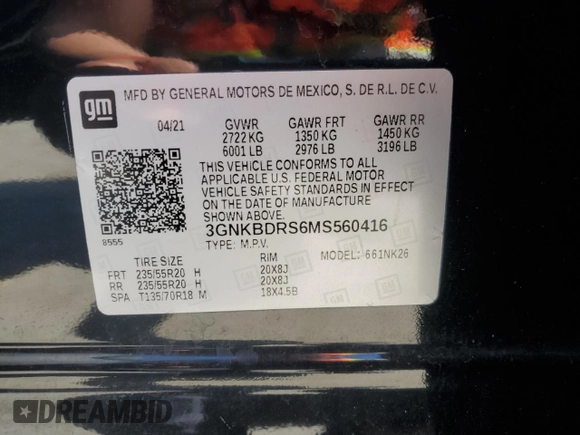 gm
MFD BY GENERAL MOTORS DE MEXICO, S. DE R.L. DE C.V.
04/21 GVWR GAWR FRT GAWR RR
2722 KG 1350 KG 1450 KG
6001 LB 2976 LB 3196 LB
THIS VEHICLE CONFORMS TO ALL
APPLICABLE U.S. FEDERAL MOTOR
VEHICLE SAFETY STANDARDS IN EFFECT
ON THE DATE OF MANUFACTURE
SHOWN ABOVE.
8555
3GNKBDRS6MS560416
TYPE: M.P.V.
TIRE SIZE RIM MODEL: 661NK26
FRT 235/55R20 H 20X8J
RR 235/55R20 H 20X8J
SPA T135/70R18 M 18X4.5B
DREAMBID